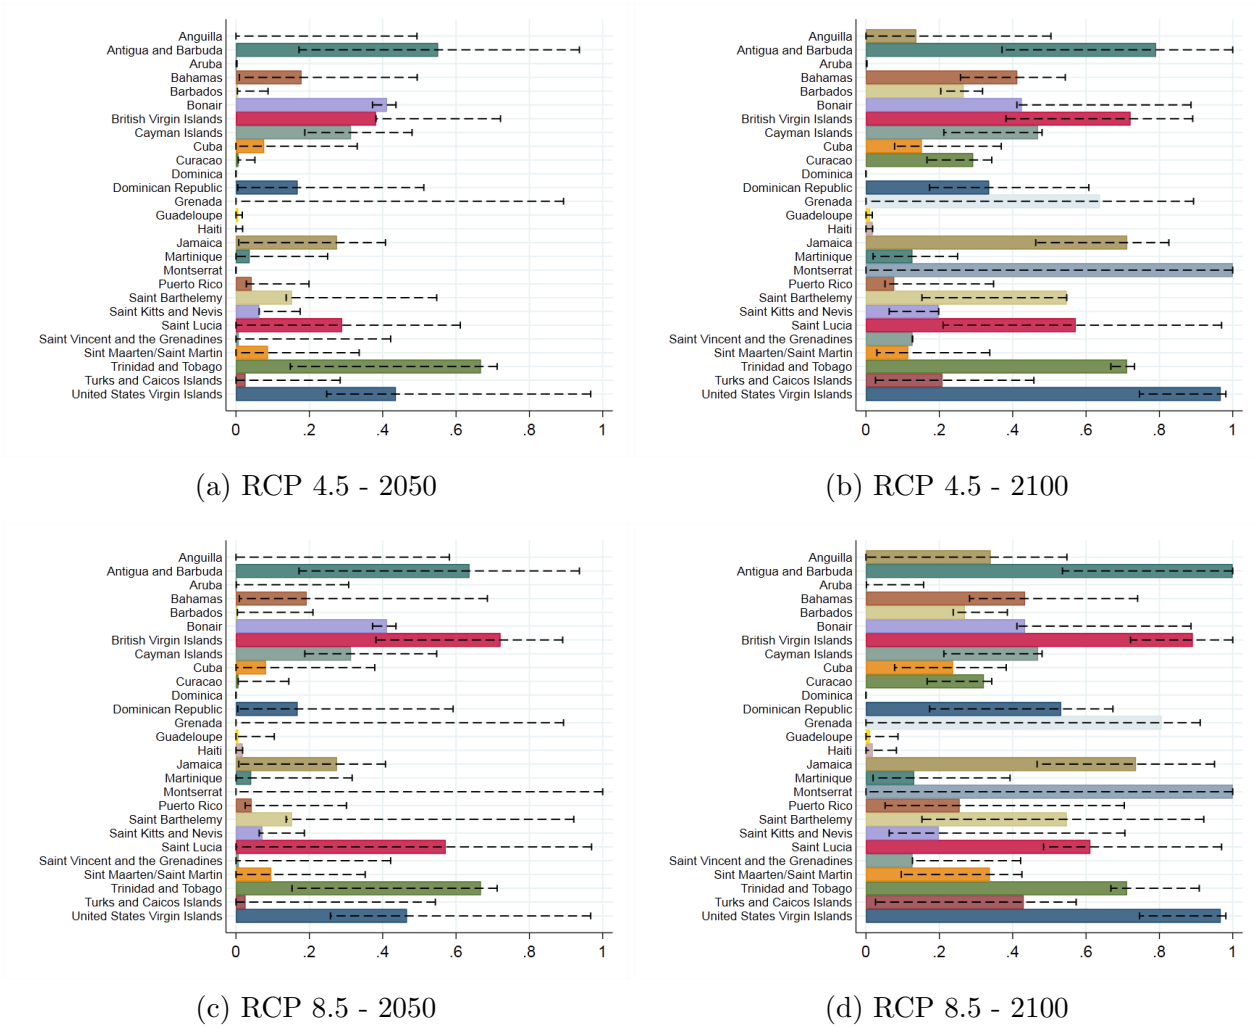 Anguilla
Antigua and Barbuda
Aruba
Bahamas
Barbados
Bonair
British Virgin Islands
Cayman Islands
Cuba
Curacao
Dominica
Dominican Republic
Grenada
Guadeloupe
Haiti
Jamaica
Martinique
Montserrat
Puerto Rico
Saint Barthelemy
Saint Kitts and Nevis
Saint Lucia
Saint Vincent and the Grenadines
Sint Maarten/Saint Martin
Trinidad and Tobago
Turks and Caicos Islands
United States Virgin Islands
0 .2 .4 .6 .8 1
(a) RCP 4.5 - 2050
Anguilla
Antigua and Barbuda
Aruba
Bahamas
Barbados
Bonair
British Virgin Islands
Cayman Islands
Cuba
Curacao
Dominica
Dominican Republic
Grenada
Guadeloupe
Haiti
Jamaica
Martinique
Montserrat
Puerto Rico
Saint Barthelemy
Saint Kitts and Nevis
Saint Lucia
Saint Vincent and the Grenadines
Sint Maarten/Saint Martin
Trinidad and Tobago
Turks and Caicos Islands
United States Virgin Islands
0 .2 .4 .6 .8 1
(b) RCP 4.5 - 2100
Anguilla
Antigua and Barbuda
Aruba
Bahamas
Barbados
Bonair
British Virgin Islands
Cayman Islands
Cuba
Curacao
Dominica
Dominican Republic
Grenada
Guadeloupe
Haiti
Jamaica
Martinique
Montserrat
Puerto Rico
Saint Barthelemy
Saint Kitts and Nevis
Saint Lucia
Saint Vincent and the Grenadines
Sint Maarten/Saint Martin
Trinidad and Tobago
Turks and Caicos Islands
United States Virgin Islands
0 .2 .4 .6 .8 1
(c) RCP 8.5 - 2050
Anguilla
Antigua and Barbuda
Aruba
Bahamas
Barbados
Bonair
British Virgin Islands
Cayman Islands
Cuba
Curacao
Dominica
Dominican Republic
Grenada
Guadeloupe
Haiti
Jamaica
Martinique
Montserrat
Puerto Rico
Saint Barthelemy
Saint Kitts and Nevis
Saint Lucia
Saint Vincent and the Grenadines
Sint Maarten/Saint Martin
Trinidad and Tobago
Turks and Caicos Islands
United States Virgin Islands
0 .2 .4 .6 .8 1
(d) RCP 8.5 - 2100